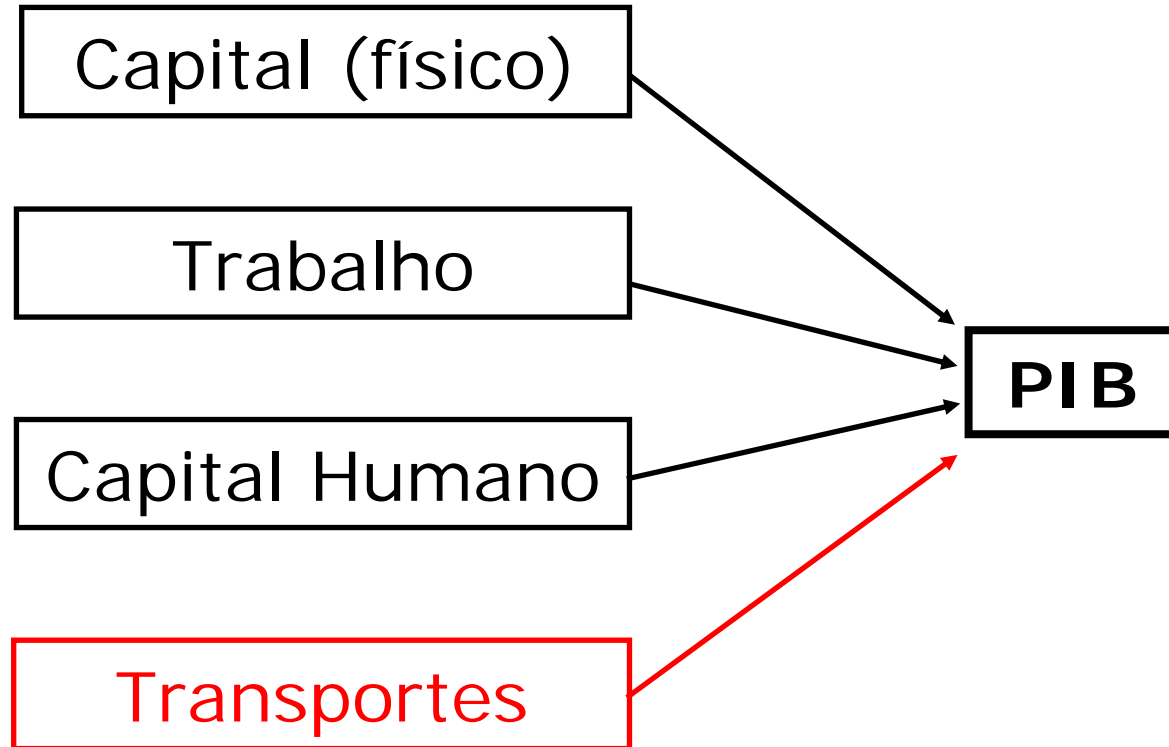 Capital (físico)
Trabalho
Capital Humano
Transportes
PIB